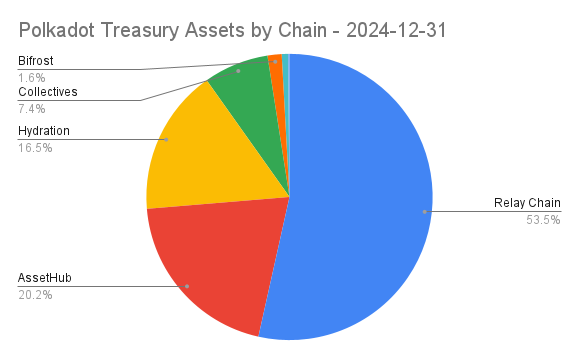 Polkadot Treasury Assets by Chain - 2024-12-31
Bifrost
1.6%
Collectives
7.4%
Hydration
16.5%
Relay Chain
53.5%
AssetHub
20.2%